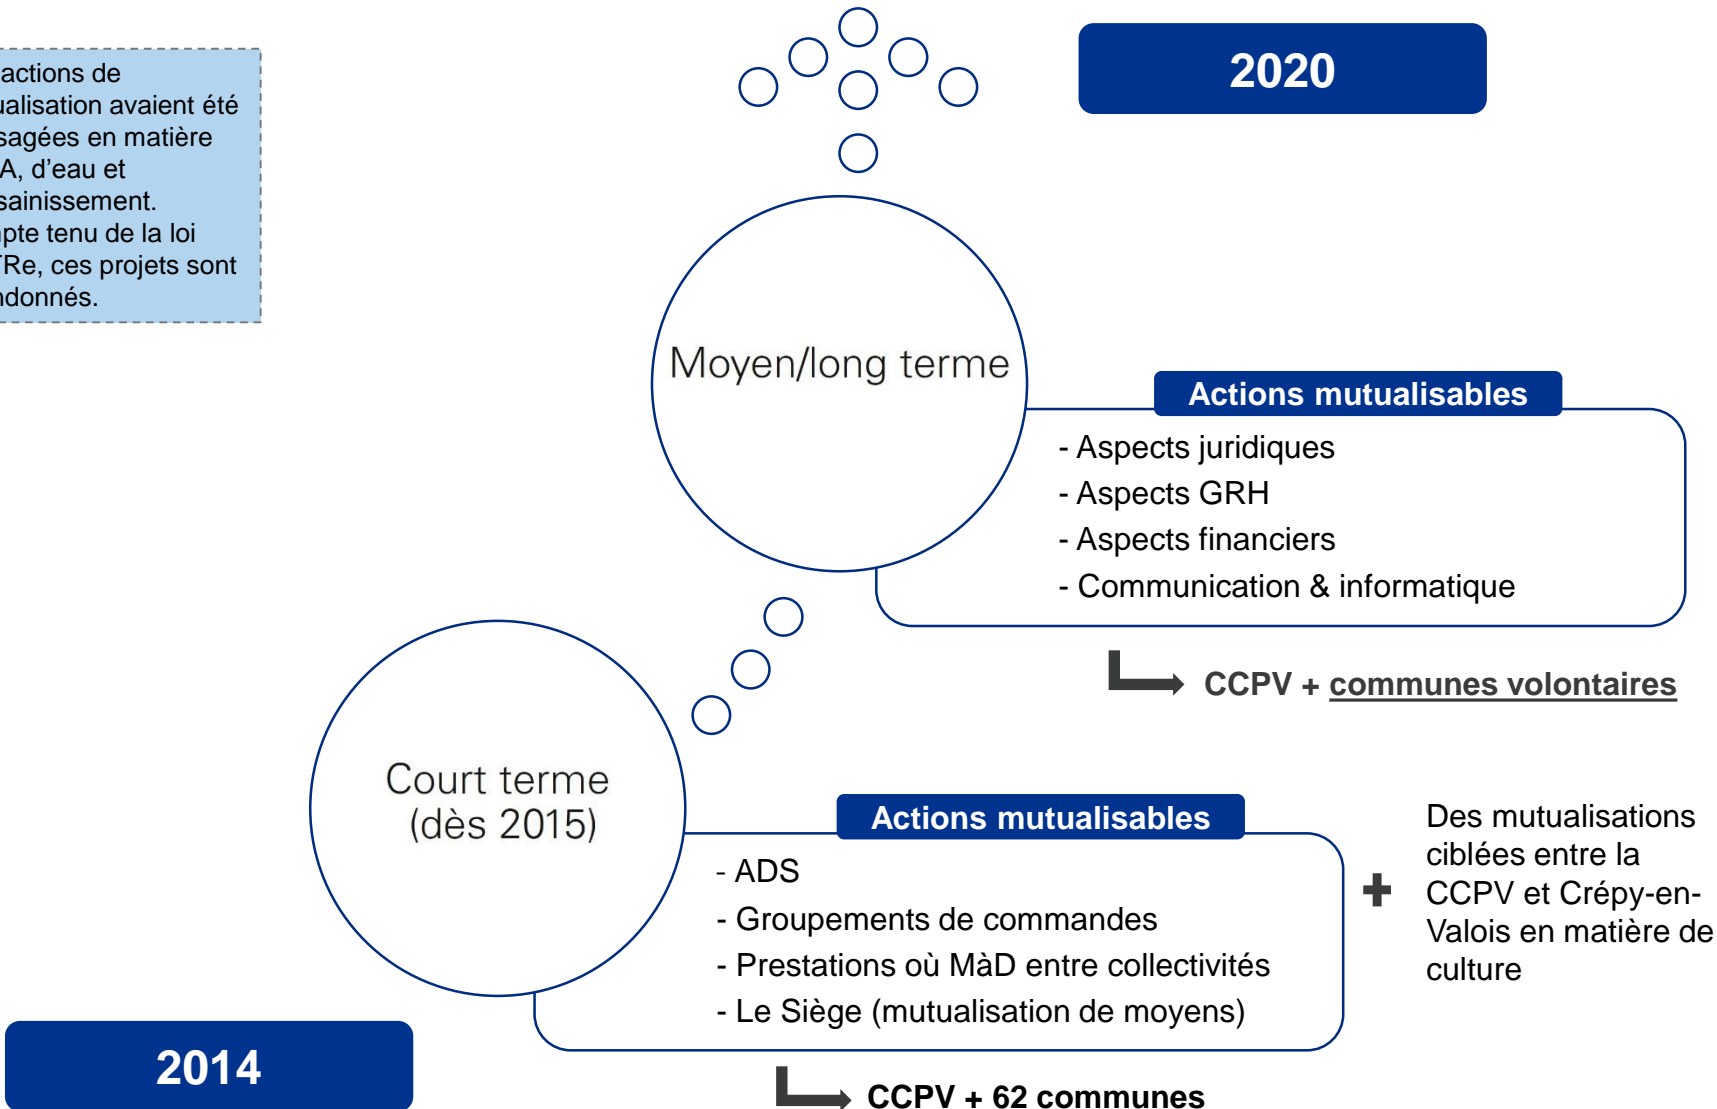 actions de
ualisation avaient été
sagées en matière
A, d'eau et
sainissement.
pte tenu de la loi
TRe, ces projets sont
ndonnés.
2020
Moyen/long terme
Actions mutualisables
- Aspects juridiques
- Aspects GRH
- Aspects financiers
- Communication & informatique
CCPV + communes volontaires
Court terme
(dès 2015)
Actions mutualisables
- ADS
- Groupements de commandes
- Prestations où MàD entre collectivités
- Le Siège (mutualisation de moyens)
+
Des mutualisations
ciblées entre la
CCPV et Crépy-en-
Valois en matière de
culture
2014
CCPV + 62 communes